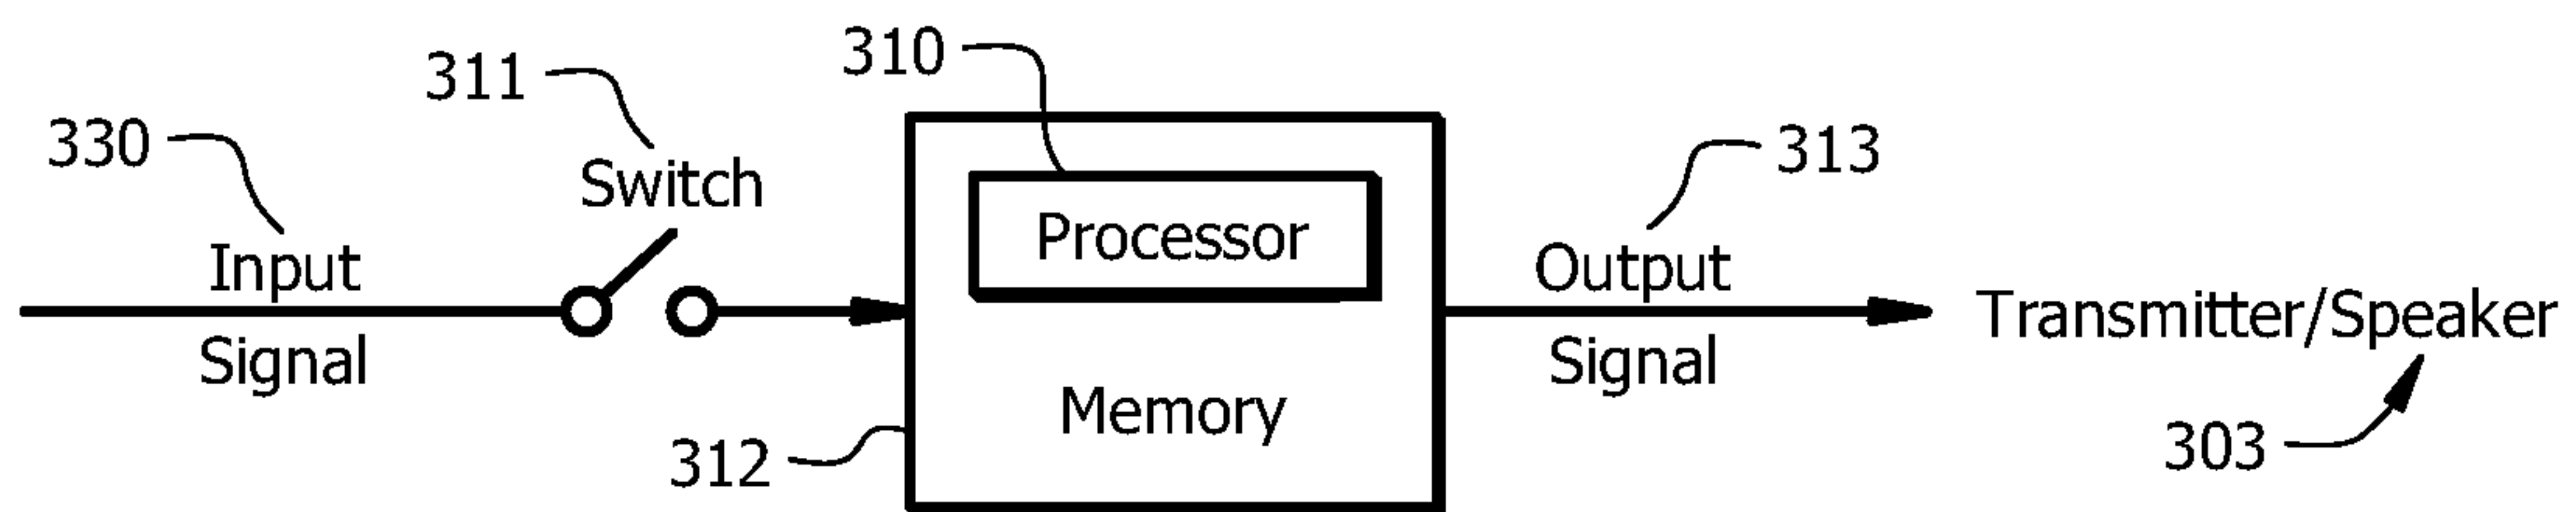 330
311
310
313
Switch
Input
Signal
Processor
Memory
Output
Signal
Transmitter/Speaker
312
303